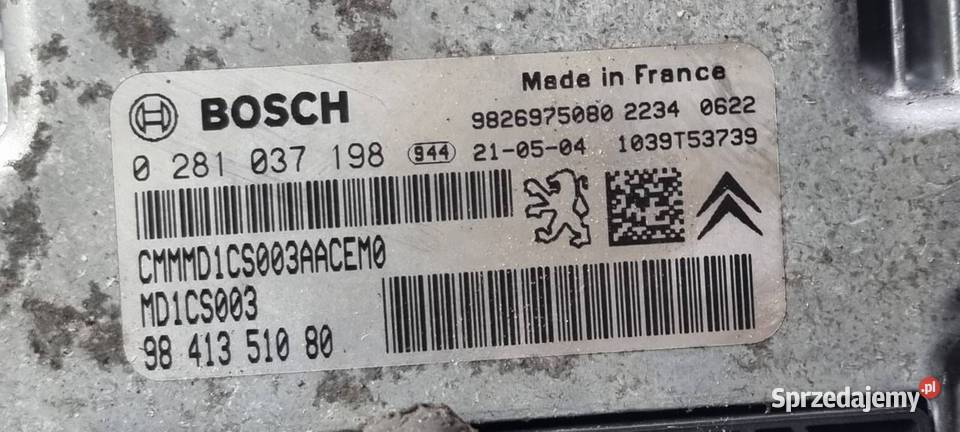 Made in France
BOSCH
9826975080 2234 0622
0 281 037 198 944 21-05-04 1039T53739
CMMMD1CS003AACEM0
MD1CS003
98 413 510 80
Sprzedajemy.pl